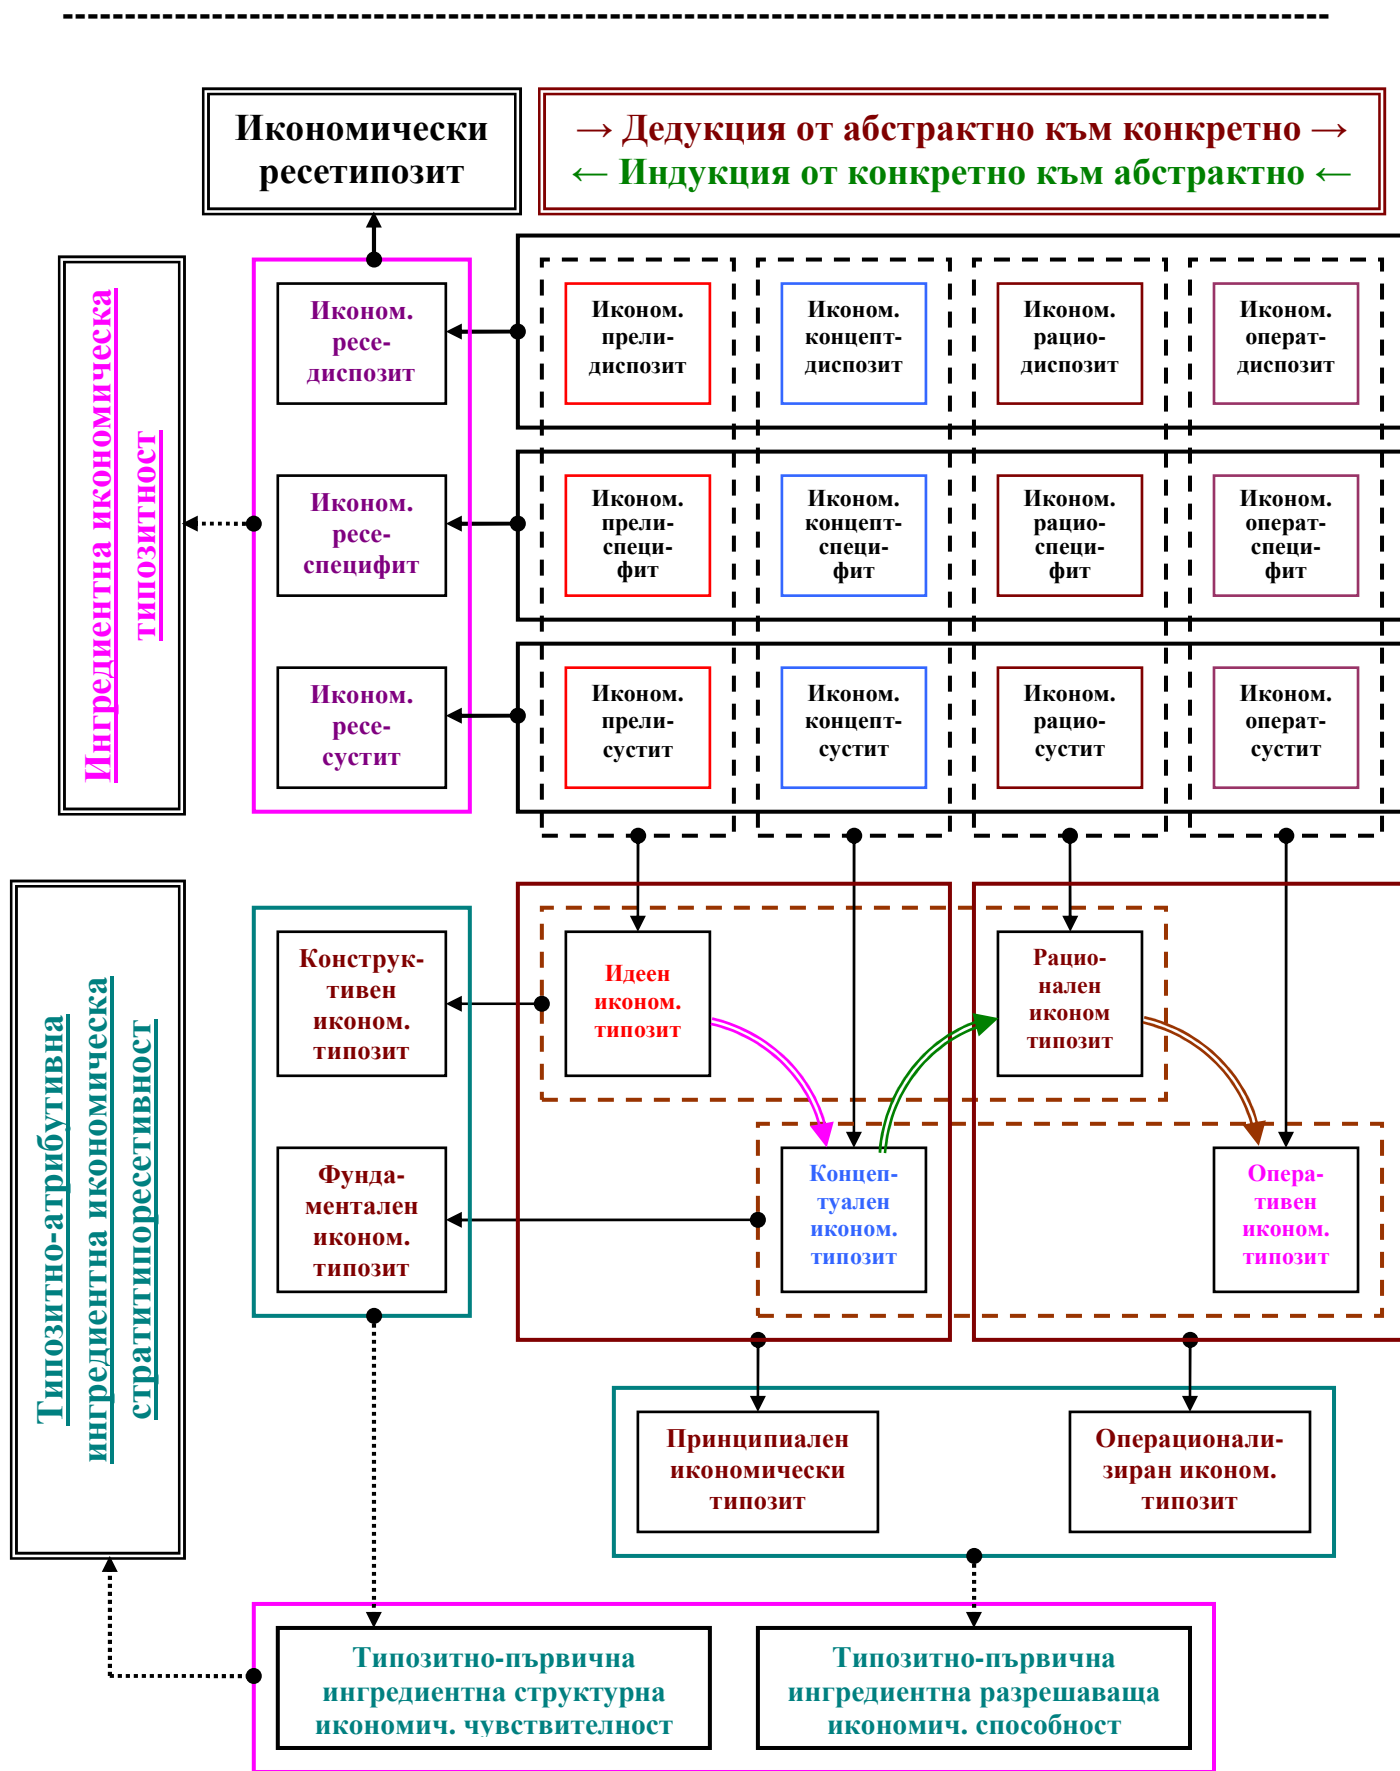 Икономически
ресетипозит
→ Дедукция от абстрактно към конкретно →
← Индукция от конкретно към абстрактно ←
Ингредиентна икономическа
типозитност
Иконом.
ресе-
диспозит
Иконом.
прели-
диспозит
Иконом.
концепт-
диспозит
Иконом.
рацио-
диспозит
Иконом.
операт-
диспозит
Иконом.
ресе-
специфит
Иконом.
прели-
специ-
фит
Иконом.
концепт-
специ-
фит
Иконом.
рацио-
специ-
фит
Иконом.
операт-
специ-
фит
Иконом.
ресе-
сустит
Иконом.
прели-
сустит
Иконом.
концепт-
сустит
Иконом.
рацио-
сустит
Иконом.
операт-
сустит
Типозитно-атрибутивна
ингредиентна икономическа
стратитипоресетивност
Конструк-
тивен
иконом.
типозит
Идеен
иконом.
типозит
Рацио-
нален
иконом
типозит
Фунда-
ментален
иконом.
типозит
Концеп-
туален
иконом.
типозит
Опера-
тивен
иконом.
типозит
Принципиален
икономически
типозит
Операционали-
зиран иконом.
типозит
Типозитно-първична
ингредиентна структурна
икономич. чувствителност
Типозитно-първична
ингредиентна разрешаваща
икономич. способност